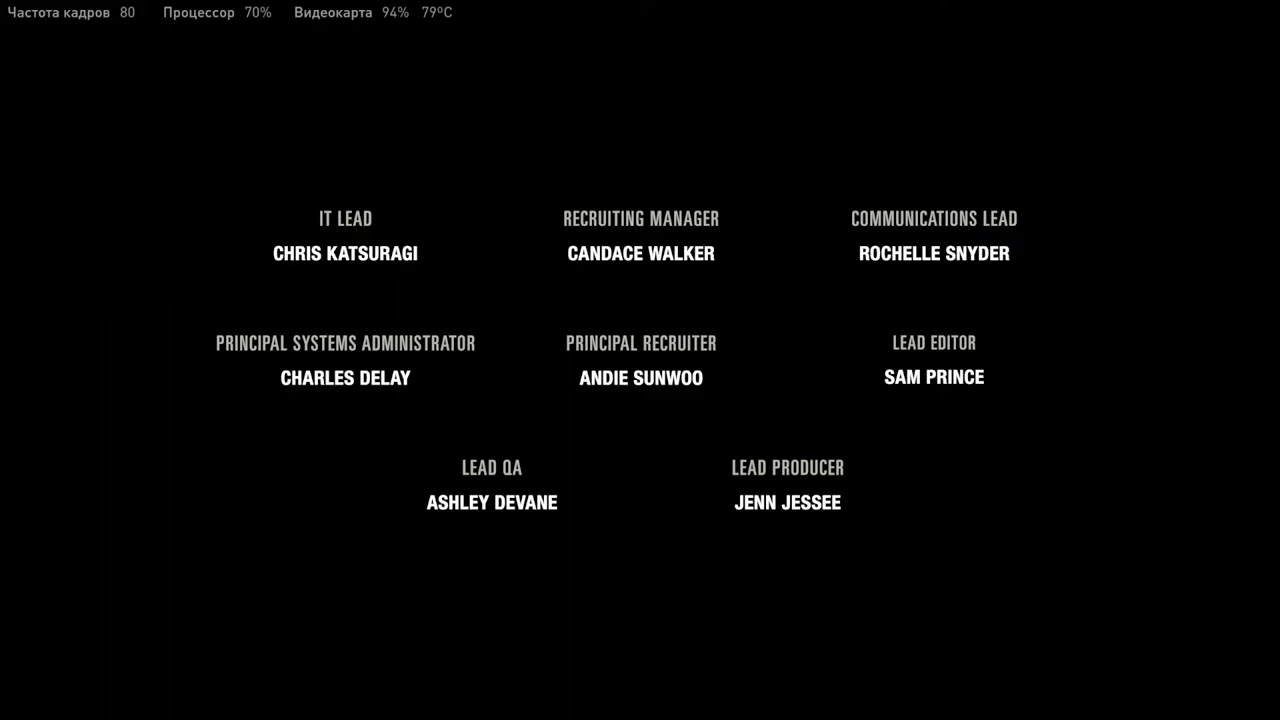 Частота кадров 80 Процессор 70% Видеокарта 94% 79°C
IT LEAD RECRUITING MANAGER COMMUNICATIONS LEAD
CHRIS KATSURAGI CANDACE WALKER ROCHELLE SNYDER
PRINCIPAL SYSTEMS ADMINISTRATOR PRINCIPAL RECRUITER LEAD EDITOR
CHARLES DELAY ANDIE SUNWOO SAM PRINCE
LEAD QA LEAD PRODUCER
ASHLEY DEVANE JENN JESSEE